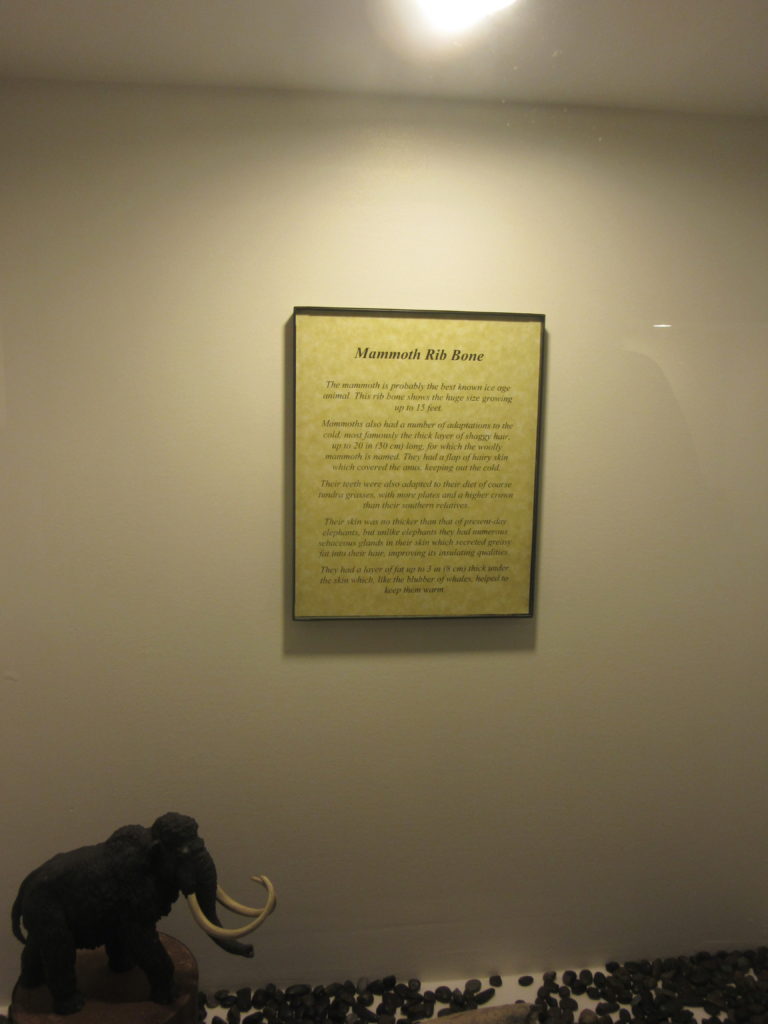 Mammoth Rib Bone
The mammoth is probably the best known ice age
animal. This rib bone shows the huge size growing
up to 15 feet.
Mammoths also had a number of adaptations to the
cold, most famously the thick layer of shaggy hair,
up to 20 in (50 cm) long, for which the woolly
mammoth is named. They had a flap of hairy skin
which covered the anus, keeping out the cold.
Their teeth were also adapted to their diet of coarse
tundra grasses, with more plates and a higher crown
than their southern relatives.
Their skin was no thicker than that of present-day
elephants, but unlike elephants they had numerous
sebaceous glands in their skin which secreted greasy
fat into their hair, improving its insulating qualities.
They had a layer of fat up to 3 in (8 cm) thick under
the skin which, like the blubber of whales, helped to
keep them warm.